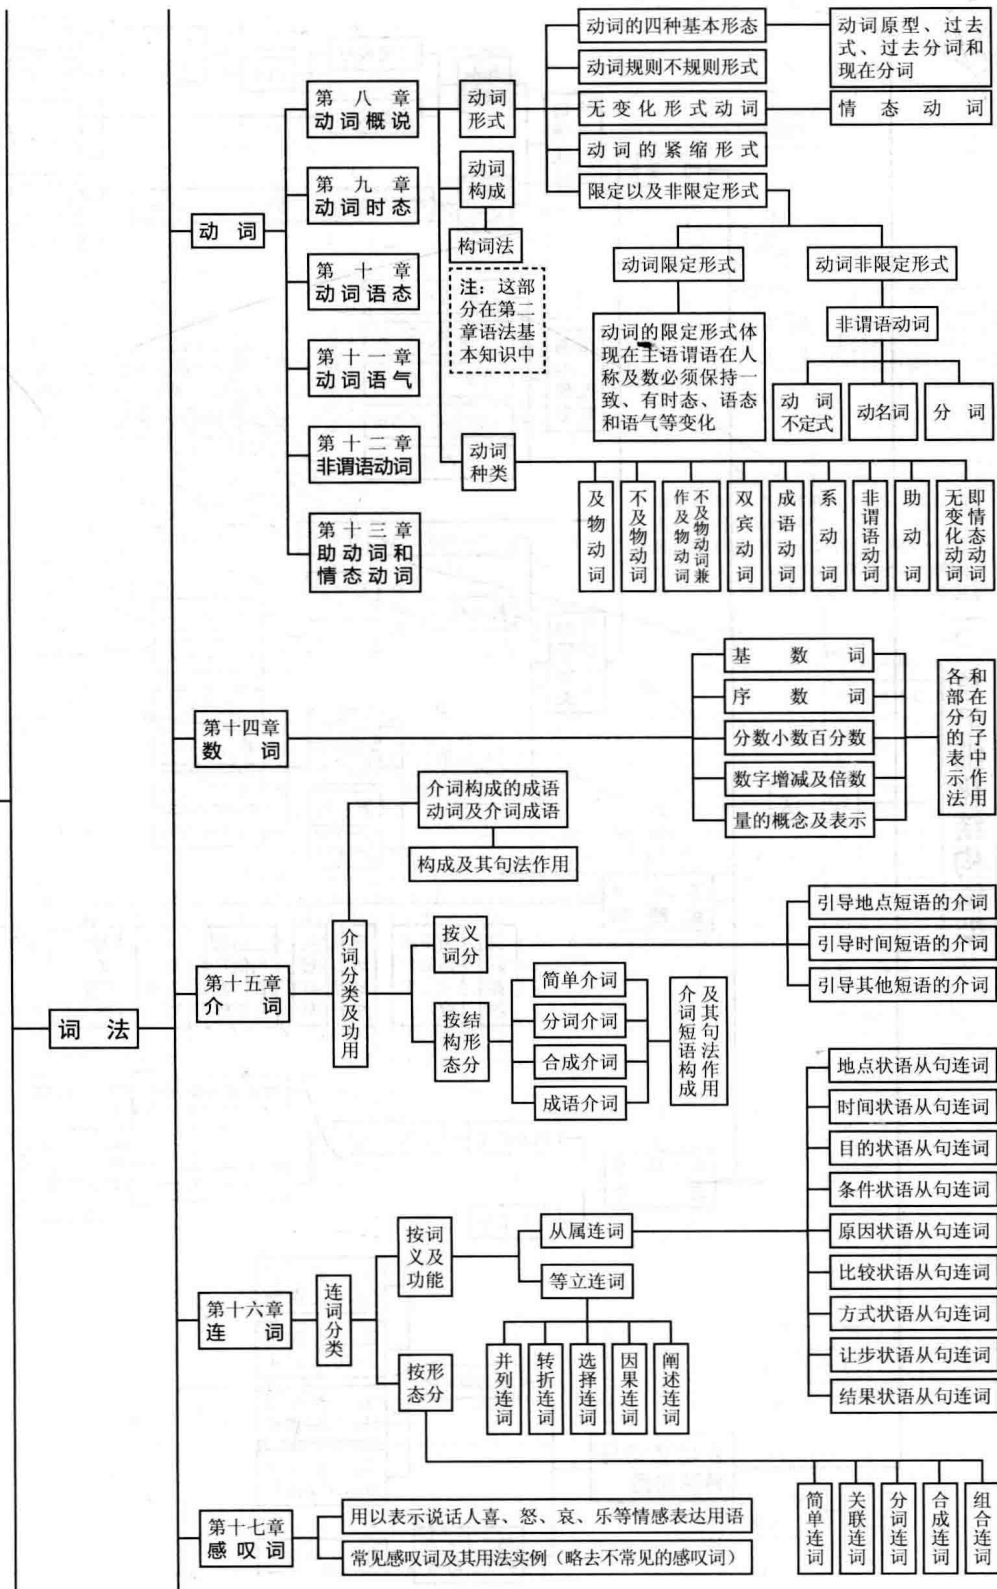 动词的四种基本形态
动词原型、过去
式、过去分词和
现在分词
动词规则不规则形式
无变化形式动词
情态动词
动词的紧缩形式
限定以及非限定形式
第八章
动词概说
动词
形式
动词
构成
构词法
注：这部
分在第二
章语法基
本知识中
第九章
动词时态
动词
第十章
动词语态
第十一章
动词语气
第十二章
非谓语动词
第十三章
助动词和
情态动词
动词限定形式
动词非限定形式
动词的限定形式体
现在主语谓语在人
称及数必须保持一
致、有时态、语态
和语气等变化
非谓语动词
动词
不定式
动名词
分词
动词
种类
及物动词
不及物动词
不及物动词兼
作及物动词
双宾动词
成语动词
系动词
非谓语动词
助动词
即情态动词
无变化动词
第十四章
数词
基数词
序数词
分数小数百分数
数字增减及倍数
量的概念及表示
各部分的表示法
和在句子中作用
介词构成的成语
动词及介词成语
构成及其句法作用
词法
第十五章
介词
介词分类及功用
按义
词分
引导地点短语的介词
引导时间短语的介词
引导其他短语的介词
按结
构形
态分
简单介词
分词介词
合成介词
成语介词
介词短语构成
及其句法作用
第十六章
连词
连词分类
按词
义及
功能
从属连词
地点状语从句连词
时间状语从句连词
目的状语从句连词
条件状语从句连词
原因状语从句连词
比较状语从句连词
方式状语从句连词
让步状语从句连词
结果状语从句连词
等立连词
并列连词
转折连词
选择连词
因果连词
阐述连词
按形
态分
简单连词
关联连词
分词连词
合成连词
组合连词
第十七章
感叹词
用以表示说话人喜、怒、哀、乐等情感表达用语
常见感叹词及其用法实例（略去不常见的感叹词）